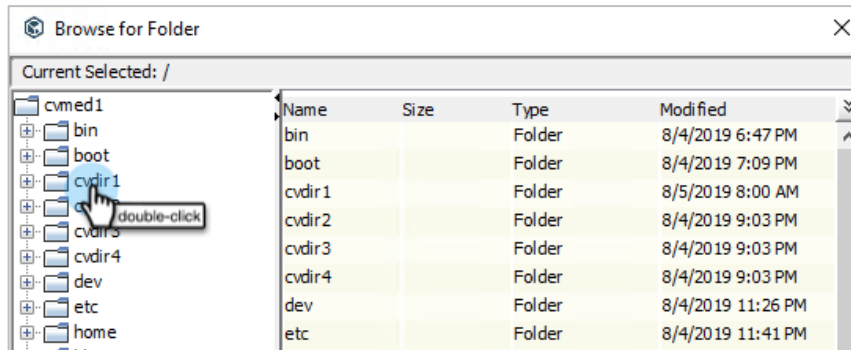 Browse for Folder
Current Selected: /
cvmed1
bin
boot
cvdir1
double-click
cvdir3
cvdir4
dev
etc
home
Name Size Type Modified
bin Folder 8/4/2019 6:47 PM
boot Folder 8/4/2019 7:09 PM
cvdir1 Folder 8/5/2019 8:00 AM
cvdir2 Folder 8/4/2019 9:03 PM
cvdir3 Folder 8/4/2019 9:03 PM
cvdir4 Folder 8/4/2019 9:03 PM
dev Folder 8/4/2019 11:26 PM
etc Folder 8/4/2019 11:41 PM